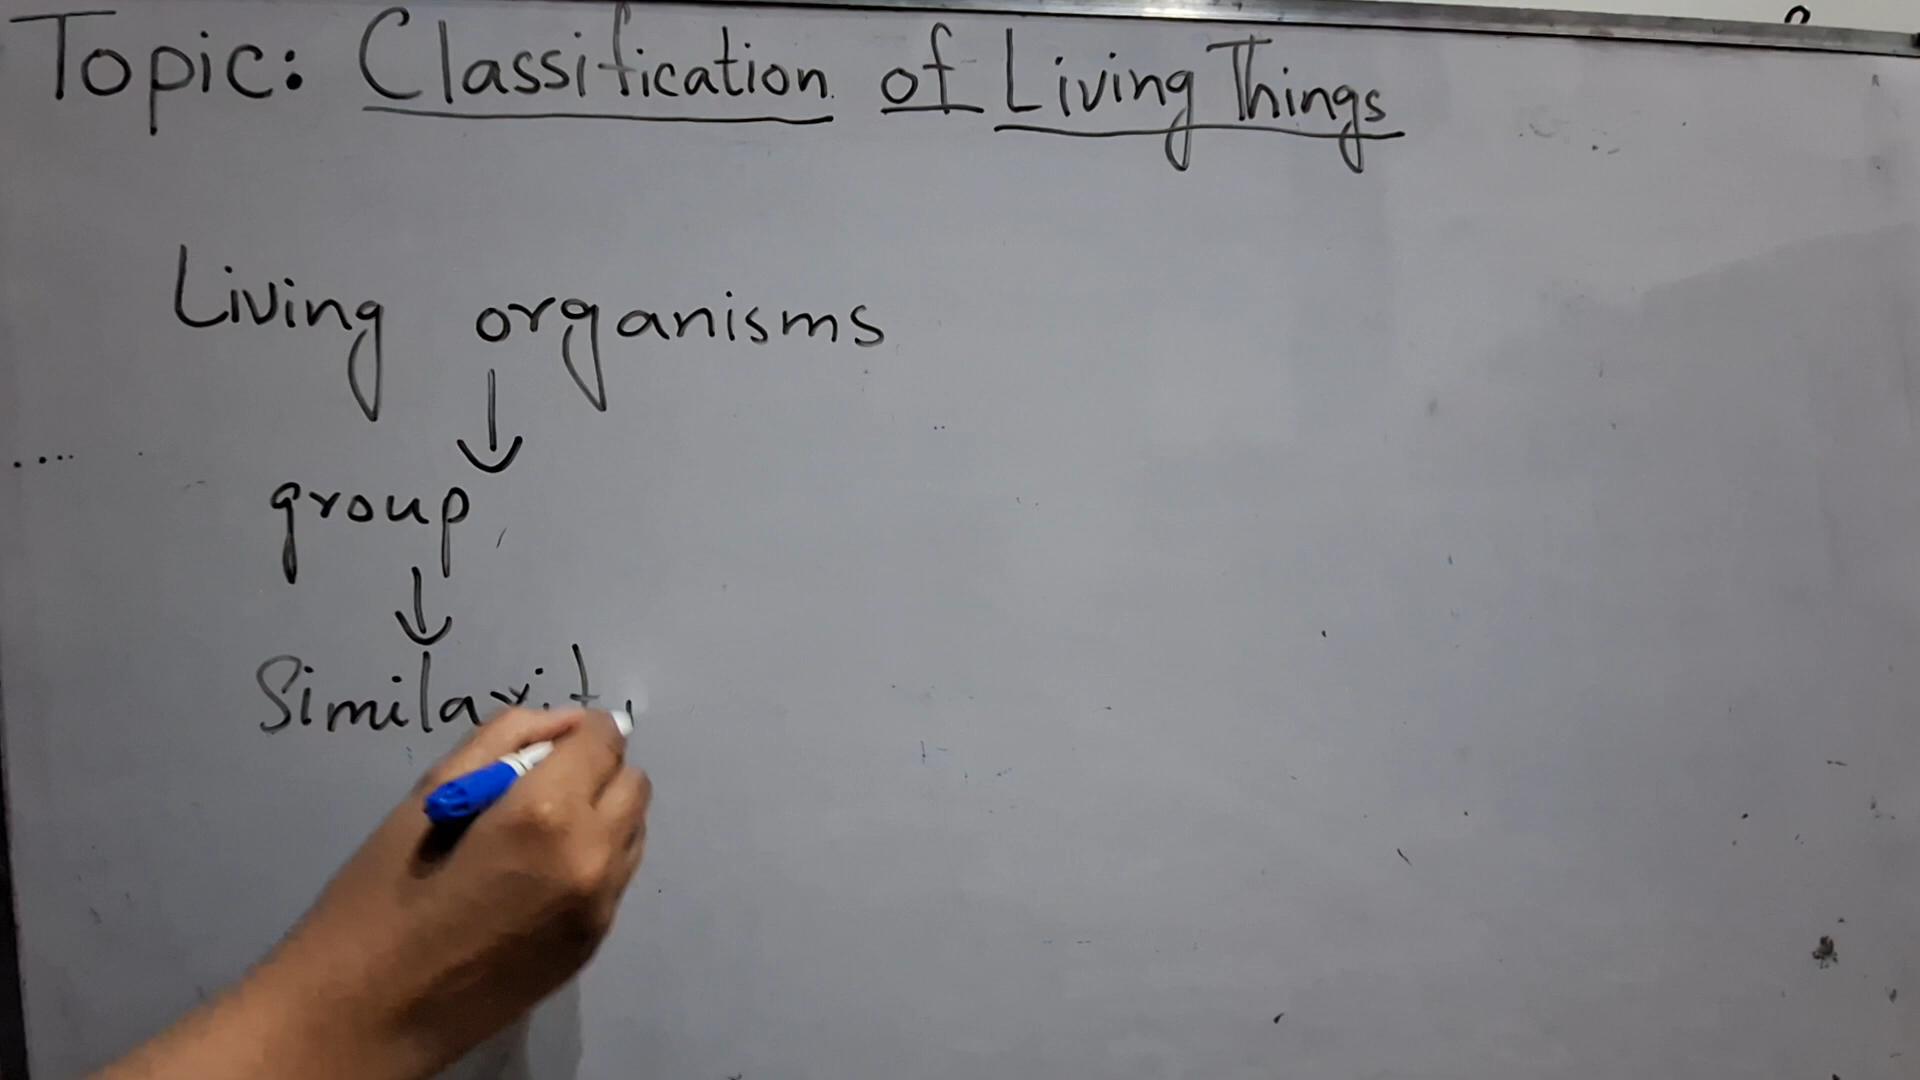 Topic: Classification of Living Things
Living organisms
↓
group
↓